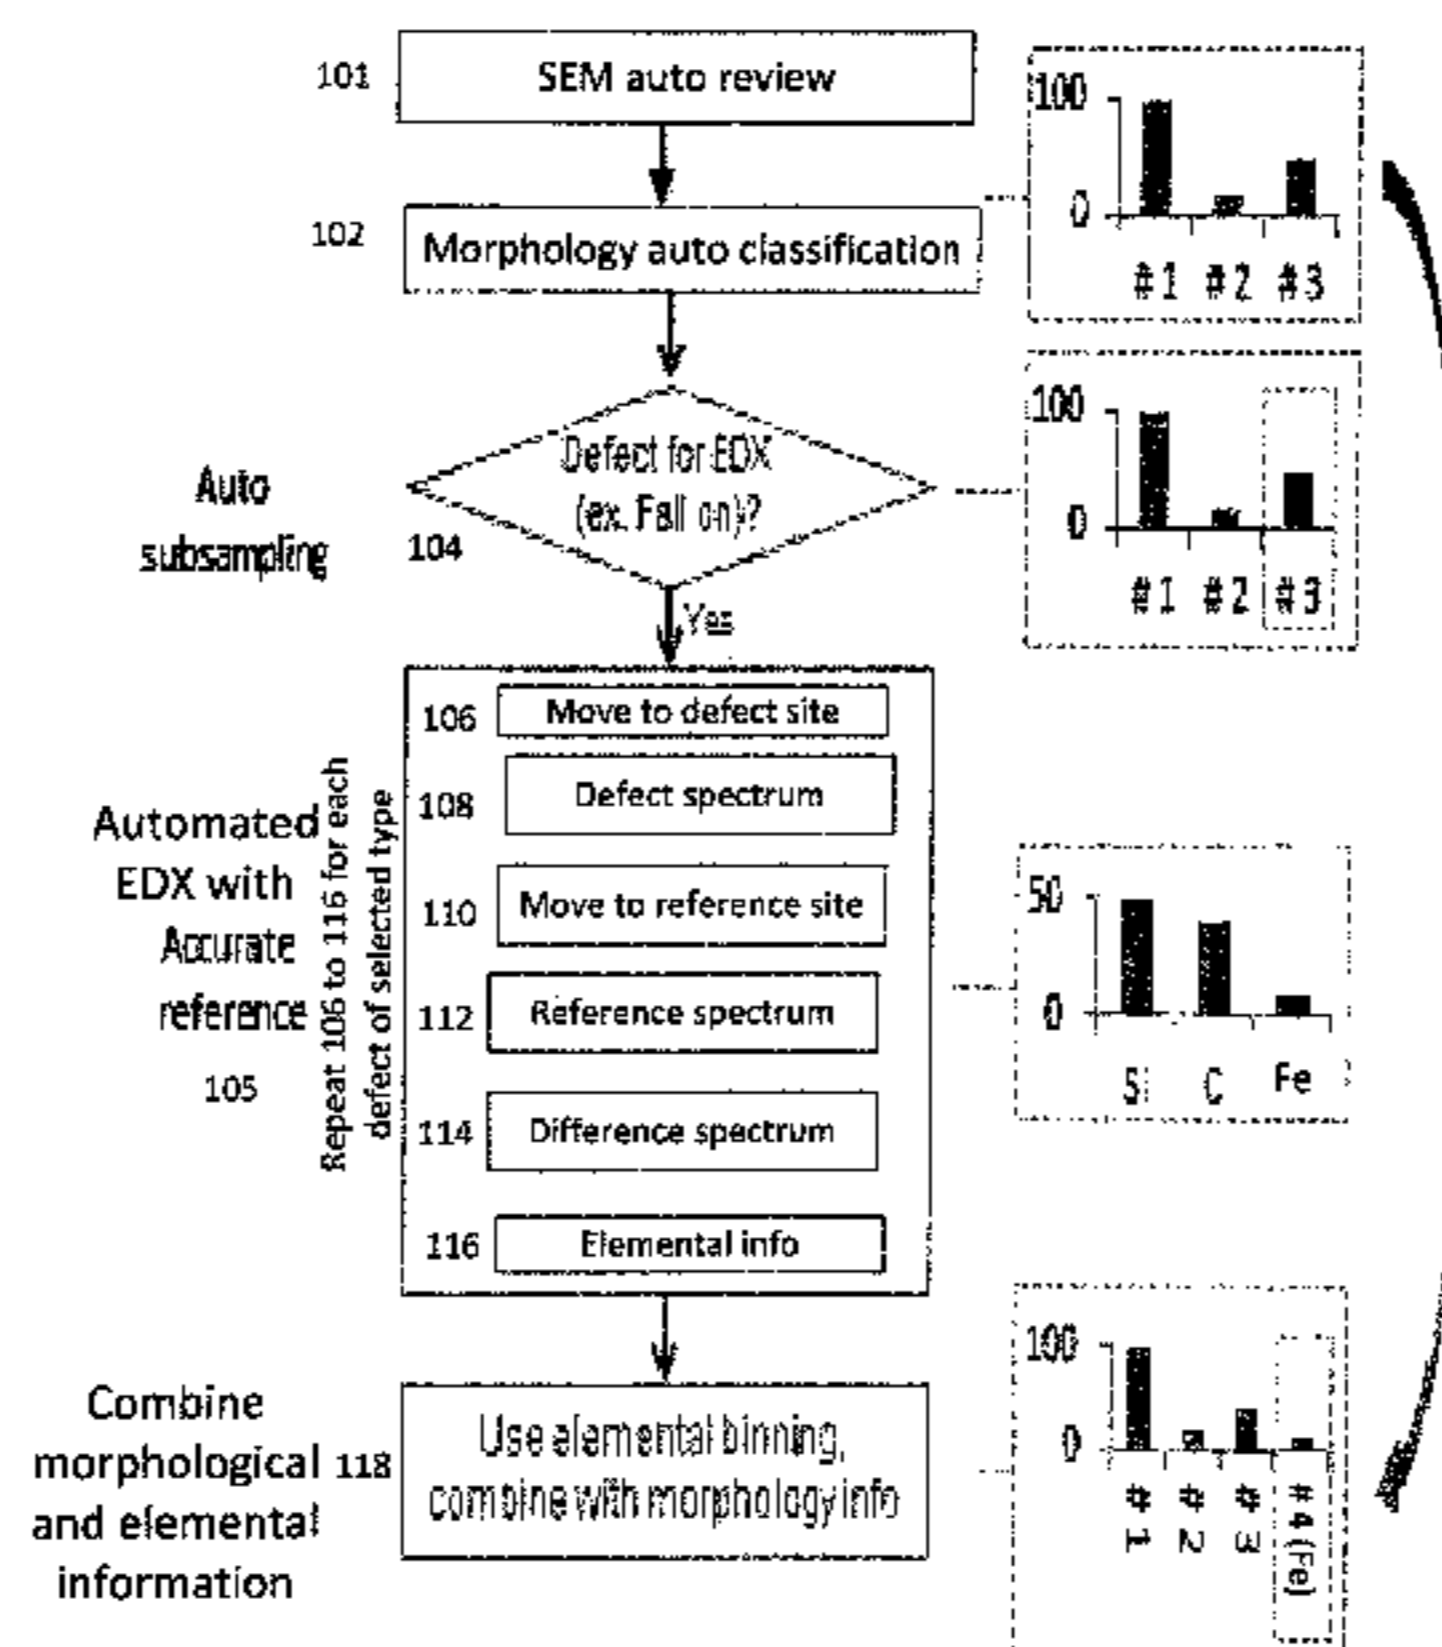 101
SEM auto review
102
Morphology auto classification
100
0
#1 #2 #3
Auto
subsampling
104
Defect for EDX
(ex. Fall on)?
Yes
100
0
#1 #2 #3
Automated
EDX with
Accurate
reference
105
Repeat 106 to 116 for each
defect of selected type
106
Move to defect site
108
Defect spectrum
110
Move to reference site
112
Reference spectrum
114
Difference spectrum
116
Elemental info
50
0
Si C Fe
Combine
morphological
and elemental
information
118
Use elemental binning,
combine with morphology info
100
0
#1
#2
#3
#4 (Fe)